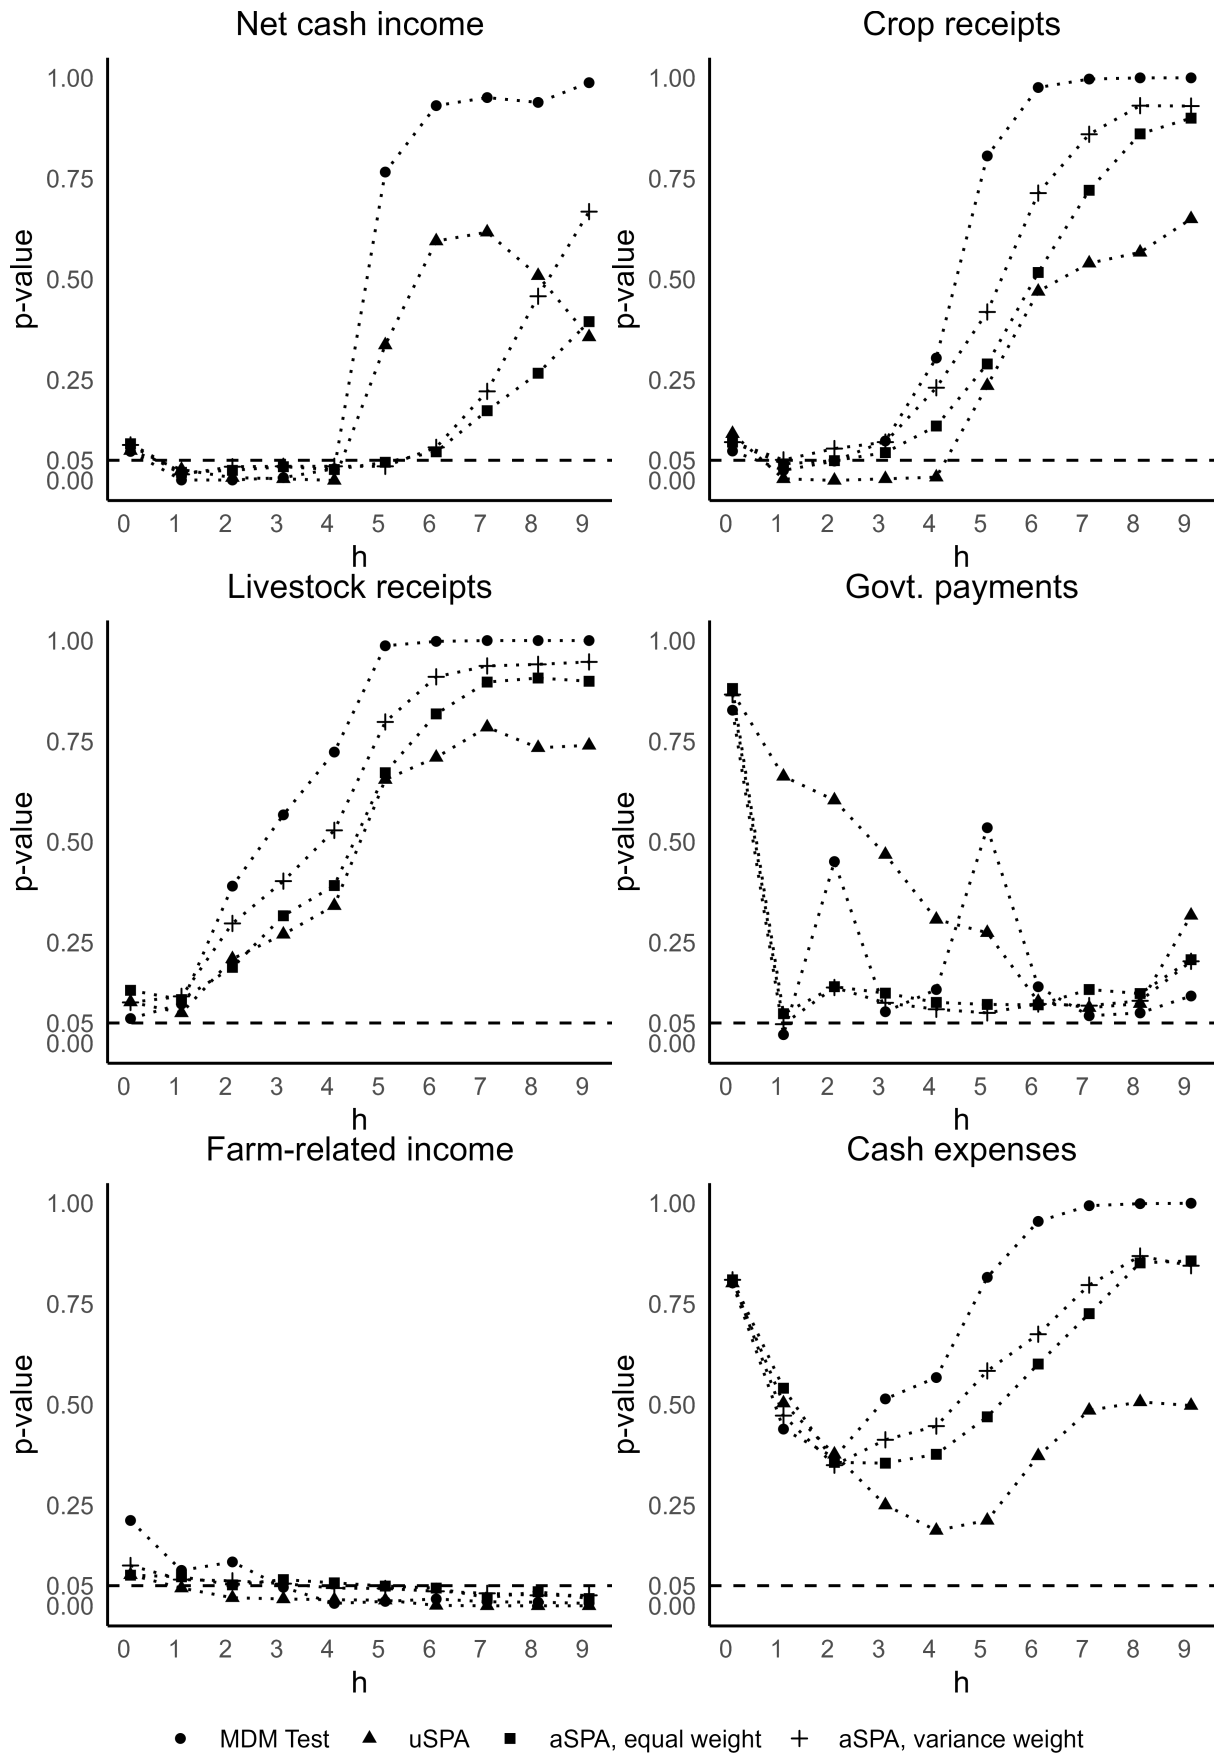 Net cash income
1.00
0.75
0.50
0.25
0.05
0.00
p-value
0 1 2 3 4 5 6 7 8 9
h
Crop receipts
1.00
0.75
0.50
0.25
0.05
0.00
p-value
0 1 2 3 4 5 6 7 8 9
h
Livestock receipts
1.00
0.75
0.50
0.25
0.05
0.00
p-value
0 1 2 3 4 5 6 7 8 9
h
Govt. payments
1.00
0.75
0.50
0.25
0.05
0.00
p-value
0 1 2 3 4 5 6 7 8 9
h
Farm-related income
1.00
0.75
0.50
0.25
0.05
0.00
p-value
0 1 2 3 4 5 6 7 8 9
h
Cash expenses
1.00
0.75
0.50
0.25
0.05
0.00
p-value
0 1 2 3 4 5 6 7 8 9
h
MDM Test uSPA aSPA, equal weight aSPA, variance weight